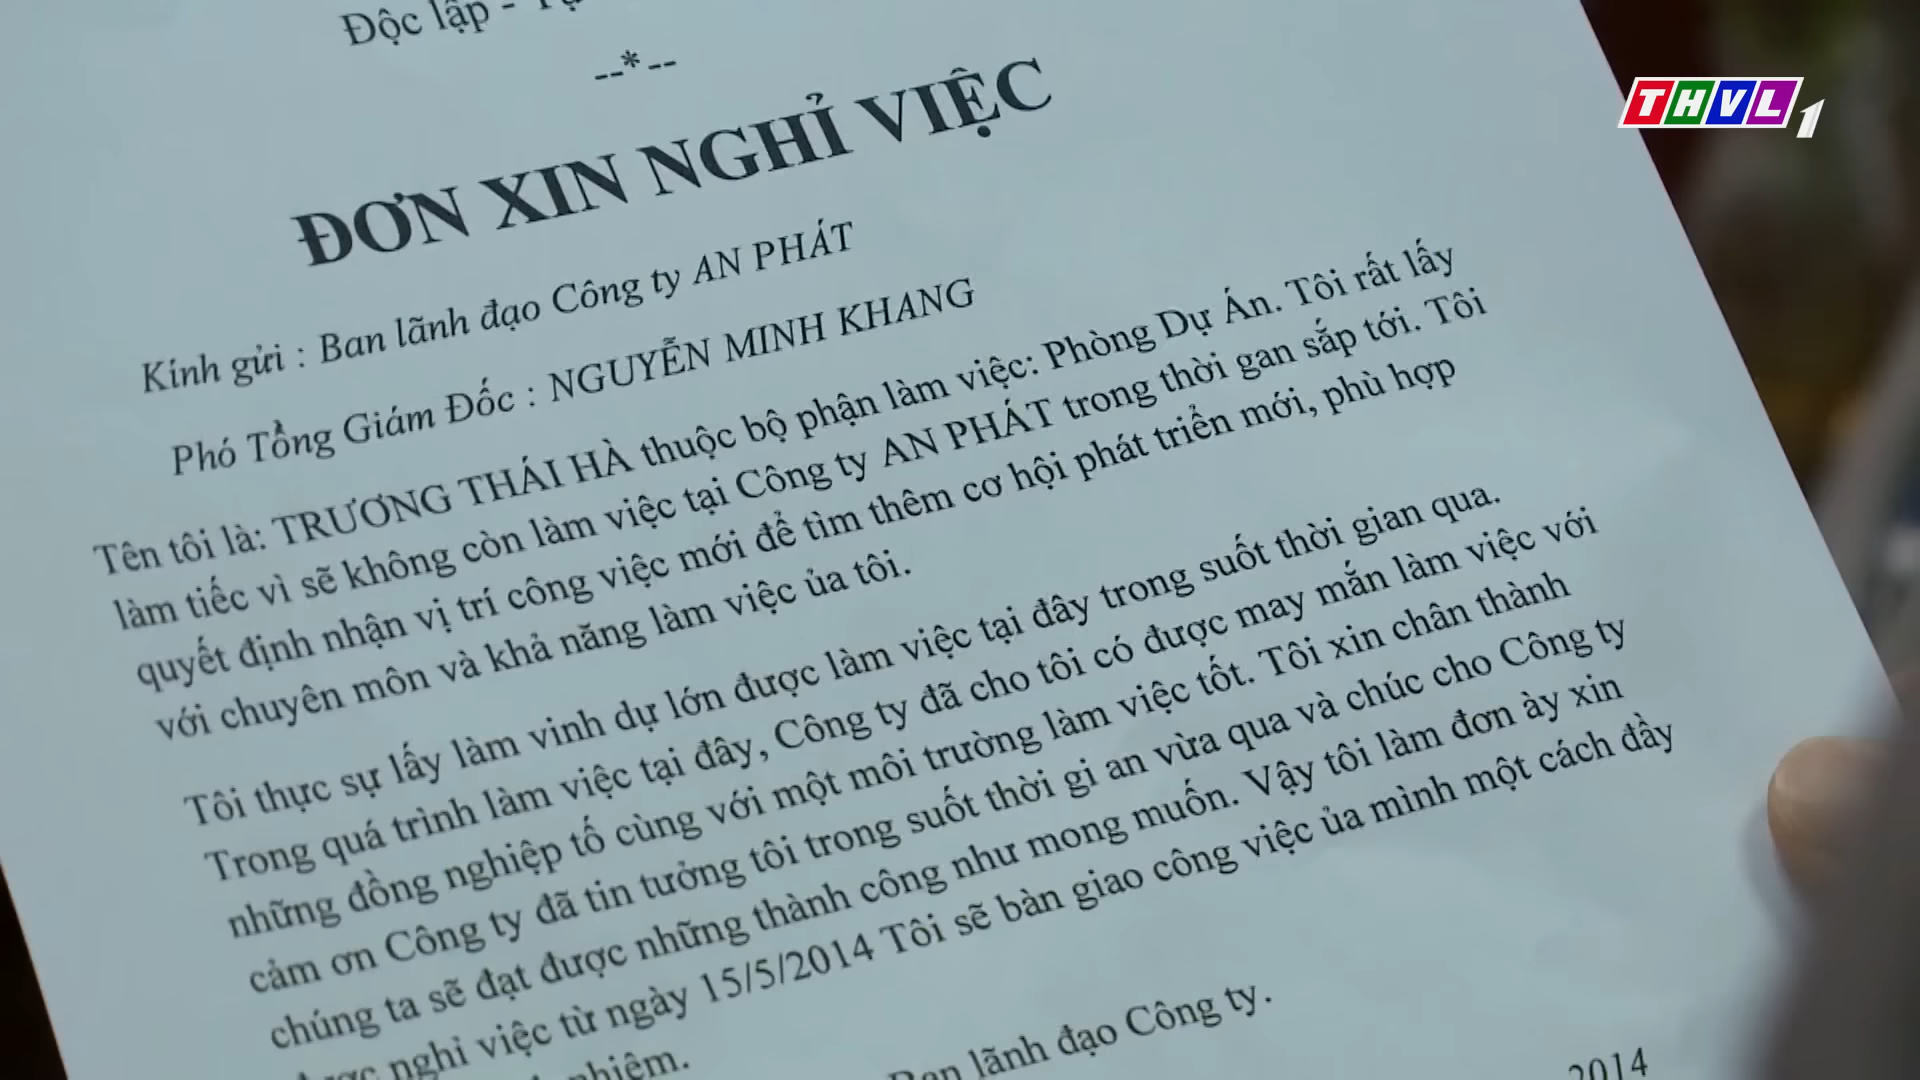 Độc lập -
--*--
ĐƠN XIN NGHỈ VIỆC
THVL1
Kính gửi : Ban lãnh đạo Công ty AN PHÁT
Phó Tổng Giám Đốc : NGUYỄN MINH KHANG
Tên tôi là: TRƯƠNG THÁI HÀ thuộc bộ phận làm việc: Phòng Dự Án. Tôi rất lấy
làm tiếc vì sẽ không còn làm việc tại Công ty AN PHÁT trong thời gan sắp tới. Tôi
quyết định nhận vị trí công việc mới để tìm thêm cơ hội phát triển mới, phù hợp
với chuyên môn và khả năng làm việc ủa tôi.
Tôi thực sự lấy làm vinh dự lớn được làm việc tại đây trong suốt thời gian qua.
Trong quá trình làm việc tại đây, Công ty đã cho tôi có được may mắn làm việc với
những đồng nghiệp tố cùng với một môi trường làm việc tốt. Tôi xin chân thành
cảm ơn Công ty đã tin tưởng tôi trong suốt thời gi an vừa qua và chúc cho Công ty
chúng ta sẽ đạt được những thành công như mong muốn. Vậy tôi làm đơn ày xin
nghỉ việc từ ngày 15/5/2014 Tôi sẽ bàn giao công việc ủa mình một cách đầy
nhiệm.
Ban lãnh đạo Công ty.
2014